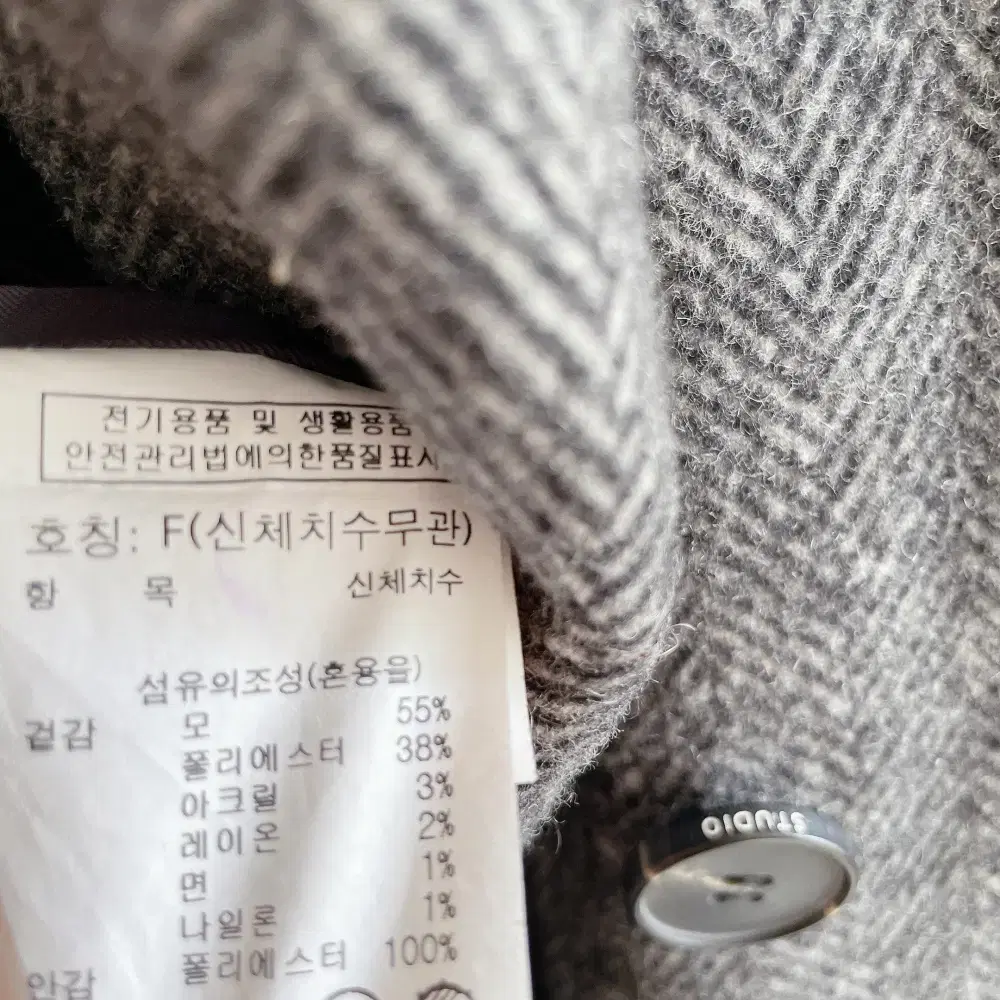 전기용품 및 생활용품
안전관리법에의한품질표시
호칭: F(신체치수무관)
항 목 신체치수
섬유의조성(혼용율)
겉감 모 55%
폴리에스터 38%
아크릴 3%
레이온 2%
면 1%
나일론 1%
안감 폴리에스터 100%
STUDIO